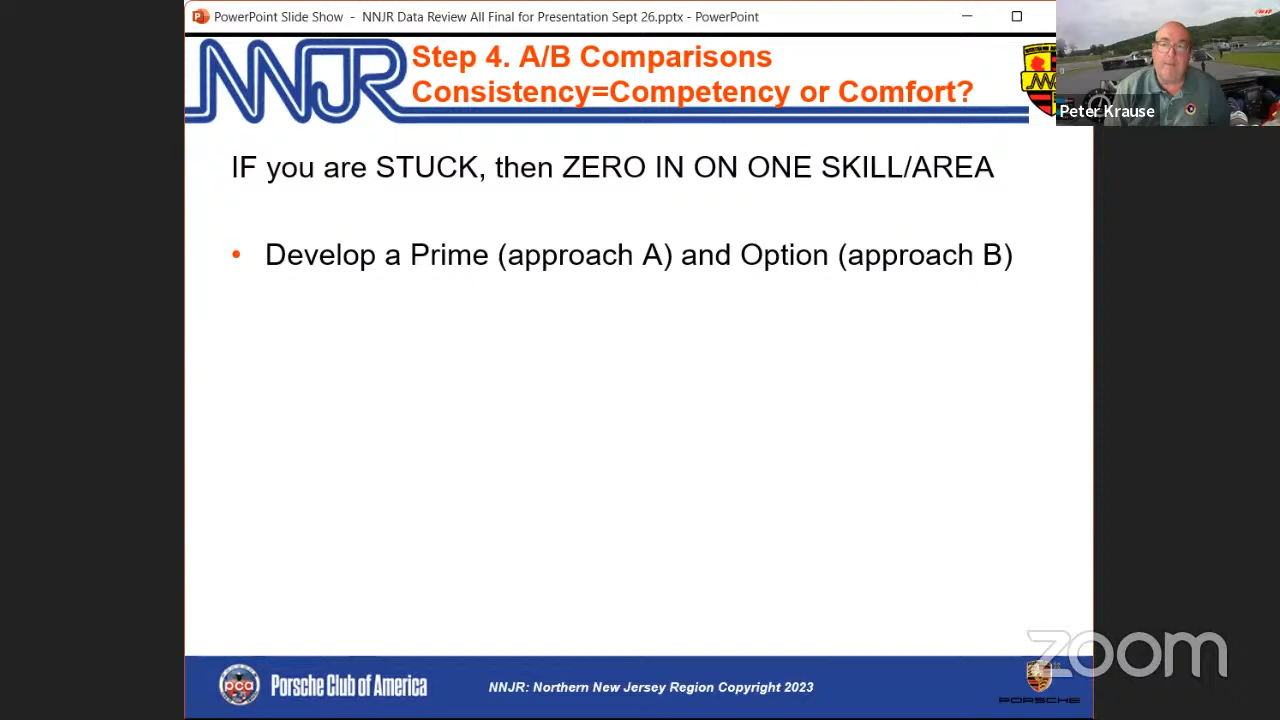 PowerPoint Slide Show - NNJR Data Review All Final for Presentation Sept 26.pptx - PowerPoint
NNJR
Step 4. A/B Comparisons
Consistency=Competency or Comfort?
Peter Krause
IF you are STUCK, then ZERO IN ON ONE SKILL/AREA
• Develop a Prime (approach A) and Option (approach B)
zoom
pca
Porsche Club of America
NNJR: Northern New Jersey Region Copyright 2023
PORSCHE